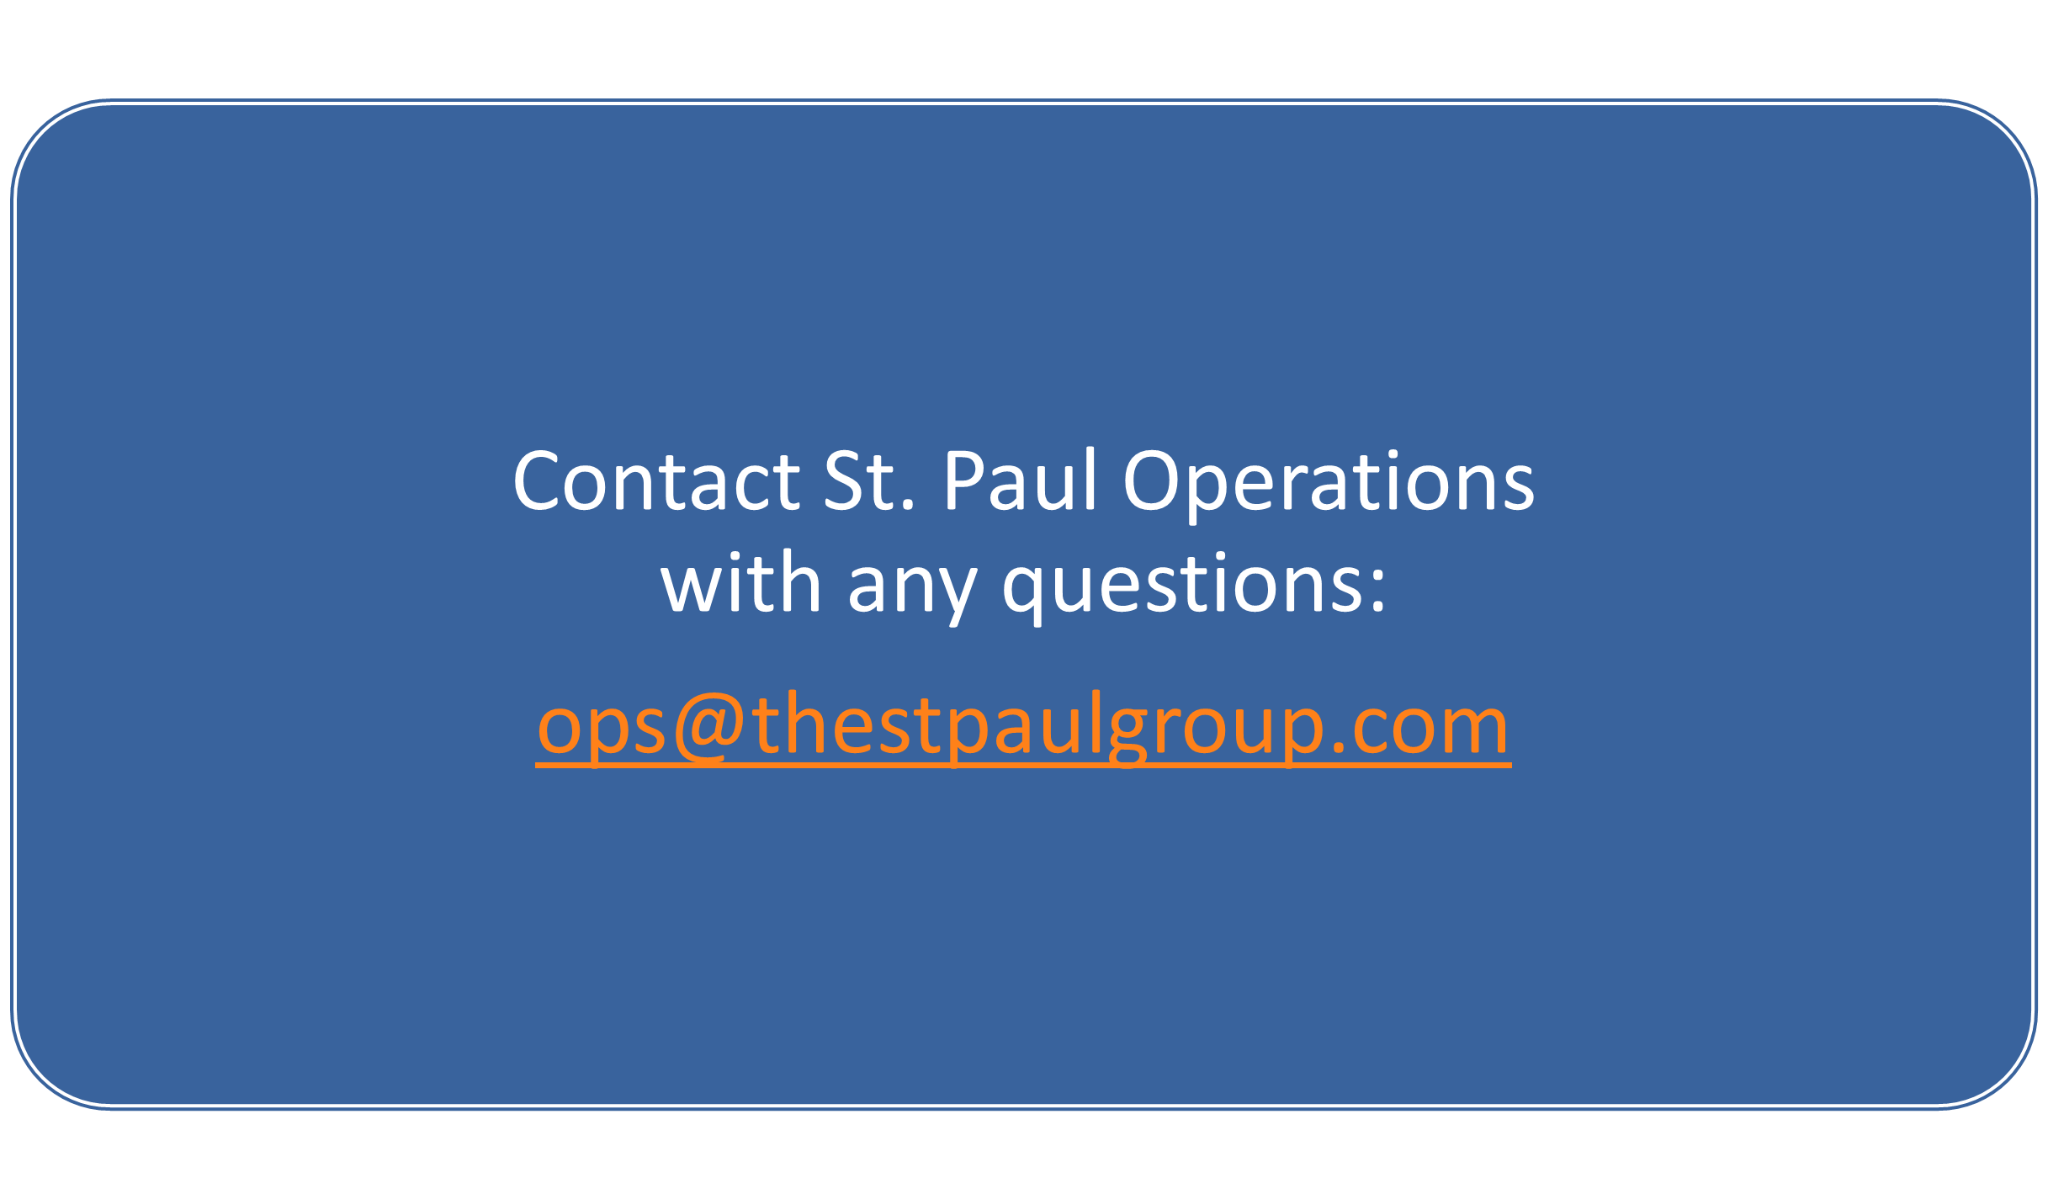 Contact St. Paul Operations
with any questions:
ops@thestpaulgroup.com